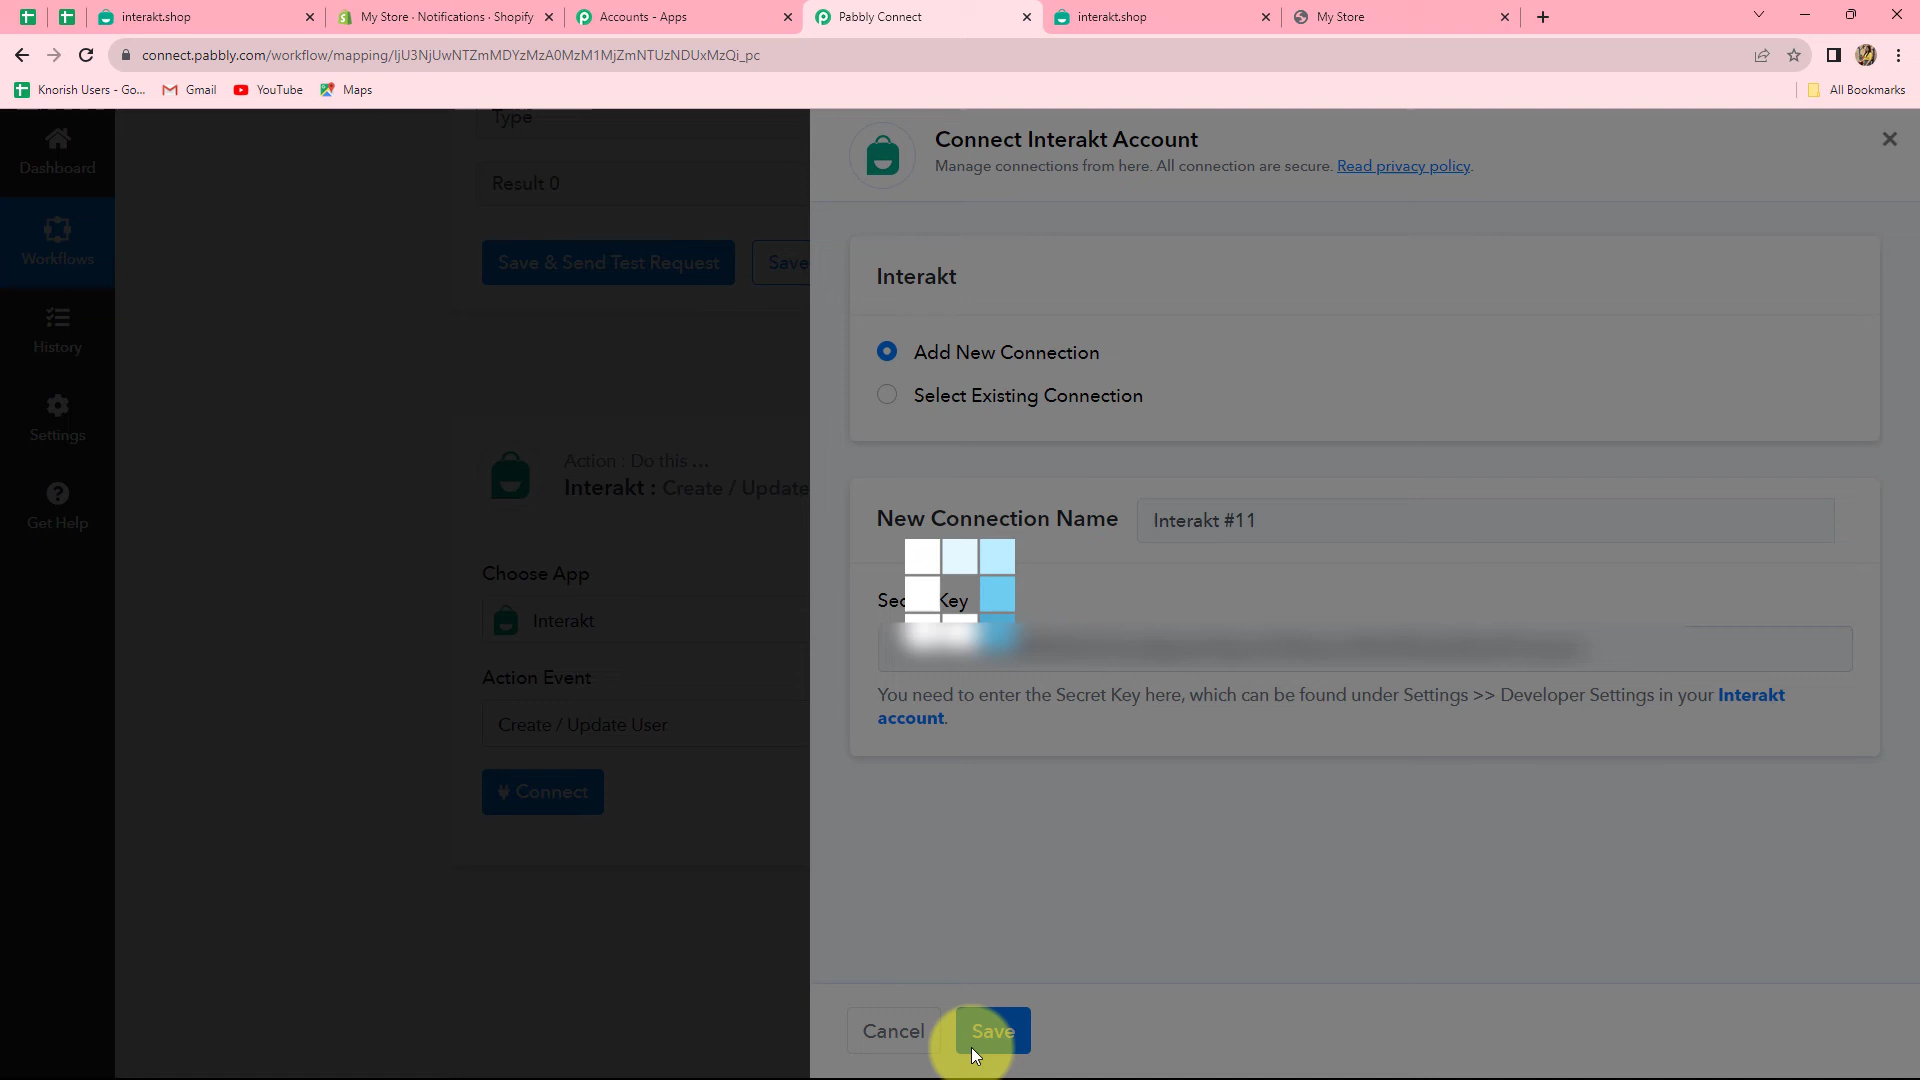 interakt.shop
My Store · Notifications · Shopify
Accounts - Apps
Pabbly Connect
interakt.shop
My Store
connect.pabbly.com/workflow/mapping/IjU3NjUwNTZmMDYzMzA0MzM1MjZmNTUzNDUxMzQi_pc
Knorish Users - Go...
Gmail
YouTube
Maps
All Bookmarks
Dashboard
Workflows
History
Settings
Get Help
Type
Result 0
Save & Send Test Request
Save
Action : Do this ...
Interakt : Create / Update
Choose App
Interakt
Action Event
Create / Update User
Connect
Connect Interakt Account
Manage connections from here. All connection are secure. Read privacy policy.
Interakt
Add New Connection
Select Existing Connection
New Connection Name
Interakt #11
Key
You need to enter the Secret Key here, which can be found under Settings >> Developer Settings in your Interakt
account.
Cancel
Save